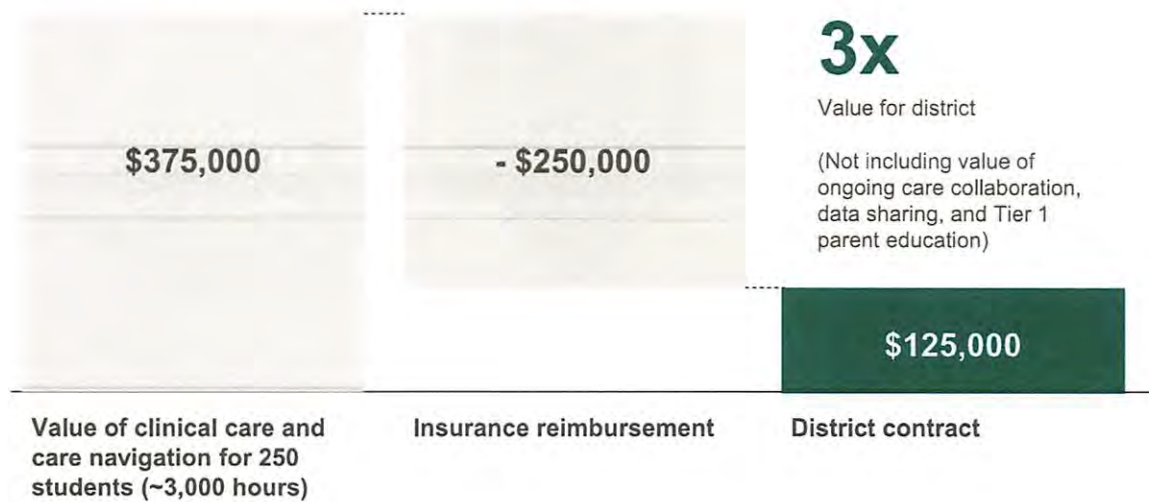 $375,000
- $250,000
3x
Value for district
(Not including value of
ongoing care collaboration,
data sharing, and Tier 1
parent education)
$125,000
Value of clinical care and
care navigation for 250
students (~3,000 hours)
Insurance reimbursement
District contract